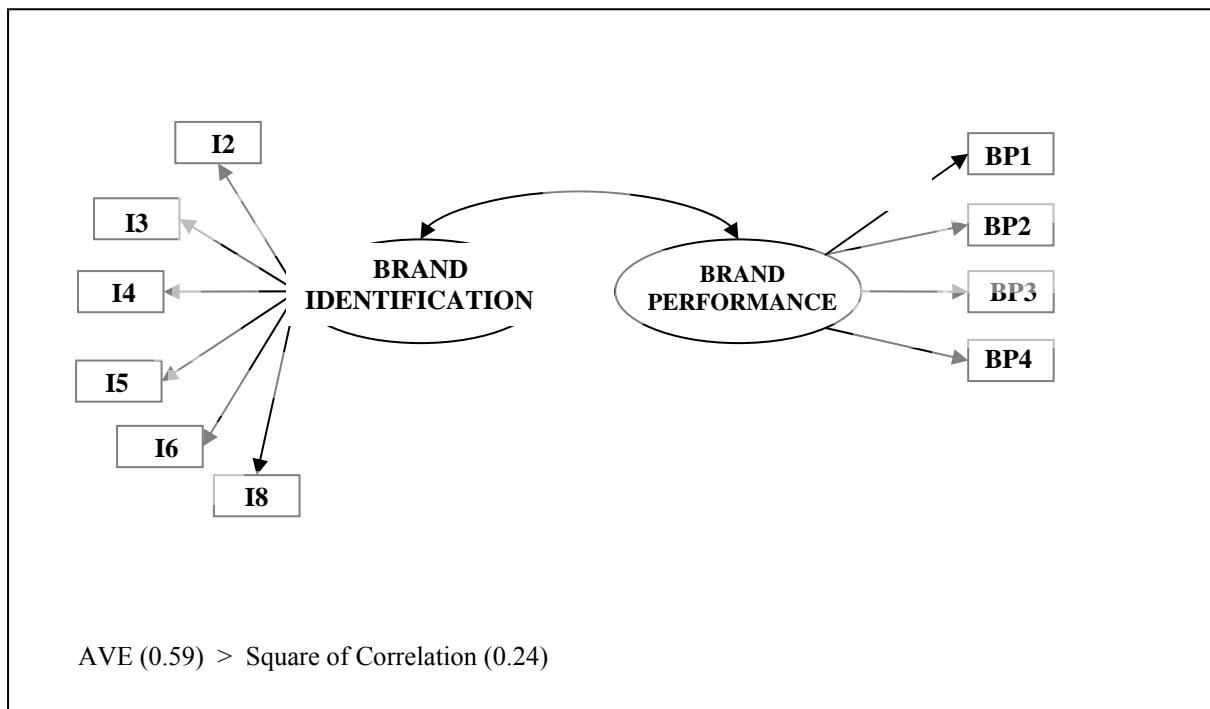 I2
I3
I4
I5
I6
I8
BRAND
IDENTIFICATION
BRAND
PERFORMANCE
BP1
BP2
BP3
BP4
AVE (0.59) > Square of Correlation (0.24)